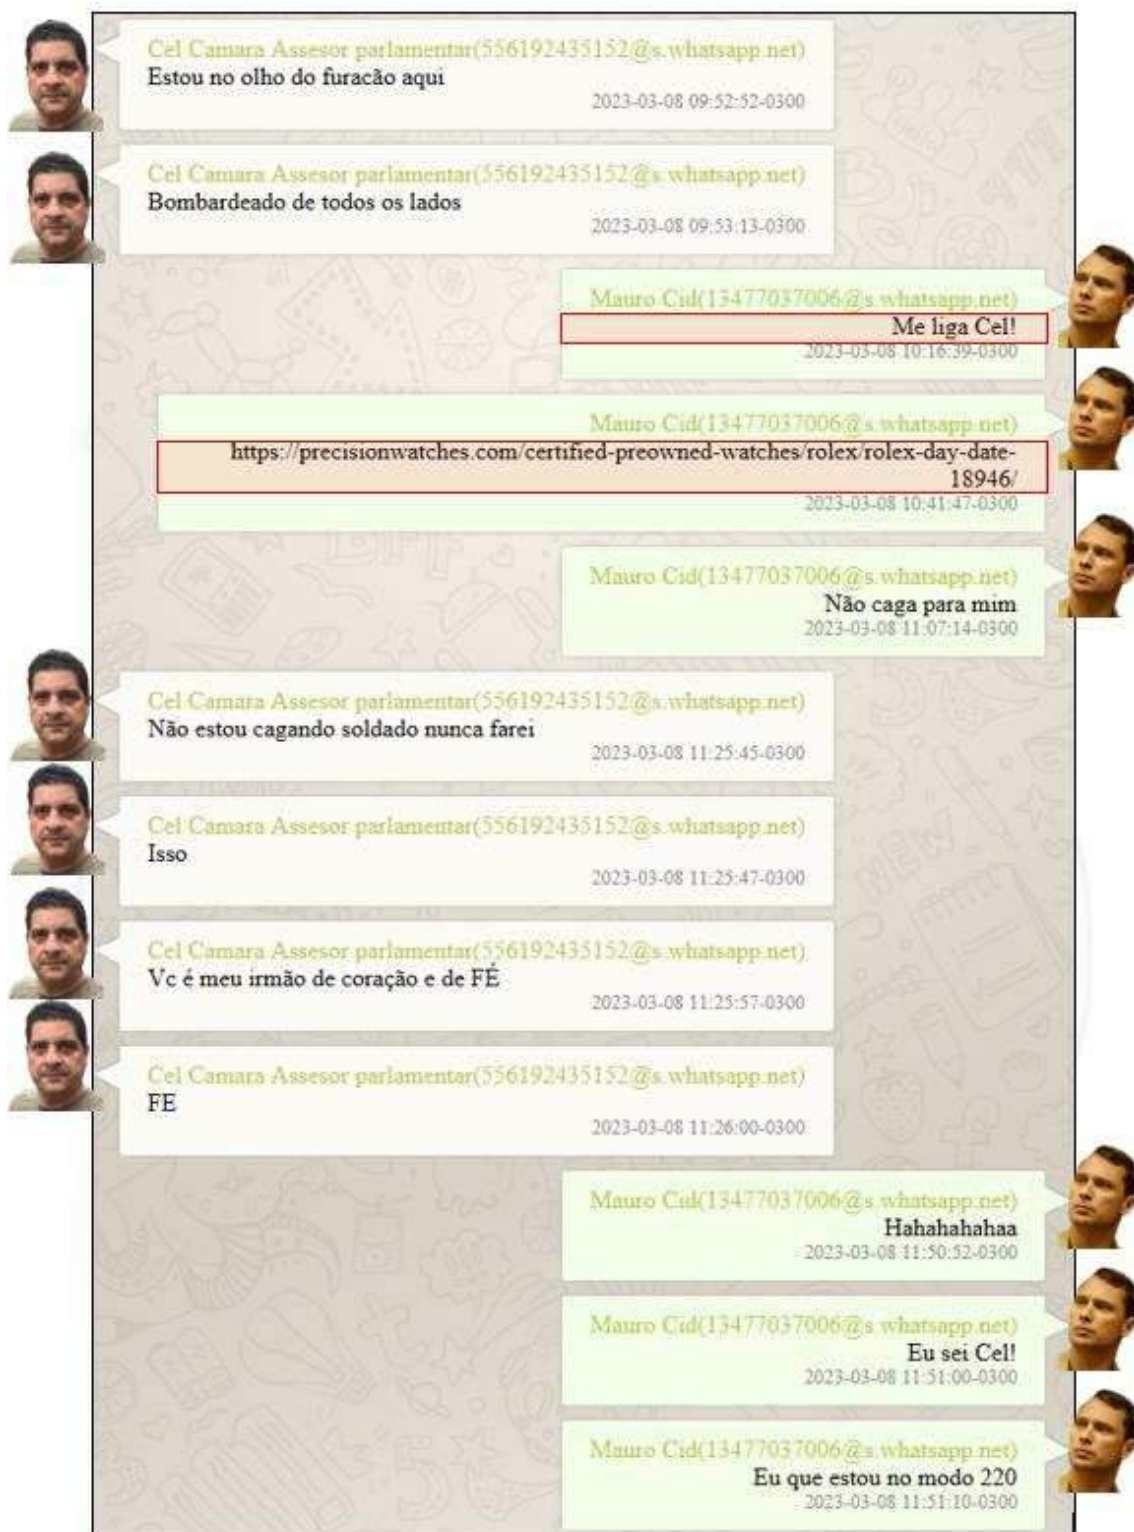 Cel Camara Assesor parlamentar(556192435152@s.whatsapp.net)
Estou no olho do furacão aqui
2023-03-08 09:52:52-0300
Cel Camara Assesor parlamentar(556192435152@s.whatsapp.net)
Bombardeado de todos os lados
2023-03-08 09:53:13-0300
Mauro Cid(13477037006@s.whatsapp.net)
Me liga Cel!
2023-03-08 10:16:39-0300
Mauro Cid(13477037006@s.whatsapp.net)
https://precisionwatches.com/certified-preowned-watches/rolex/rolex-day-date-
18946/
2023-03-08 10:41:47-0300
Mauro Cid(13477037006@s.whatsapp.net)
Não caga para mim
2023-03-08 11:07:14-0300
Cel Camara Assesor parlamentar(556192435152@s.whatsapp.net)
Não estou cagando soldado nunca farei
2023-03-08 11:25:45-0300
Cel Camara Assesor parlamentar(556192435152@s.whatsapp.net)
Isso
2023-03-08 11:25:47-0300
Cel Camara Assesor parlamentar(556192435152@s.whatsapp.net)
Vc é meu irmão de coração e de FÉ
2023-03-08 11:25:57-0300
Cel Camara Assesor parlamentar(556192435152@s.whatsapp.net)
FE
2023-03-08 11:26:00-0300
Mauro Cid(13477037006@s.whatsapp.net)
Hahahahahaa
2023-03-08 11:50:52-0300
Mauro Cid(13477037006@s.whatsapp.net)
Eu sei Cel!
2023-03-08 11:51:00-0300
Mauro Cid(13477037006@s.whatsapp.net)
Eu que estou no modo 220
2023-03-08 11:51:10-0300